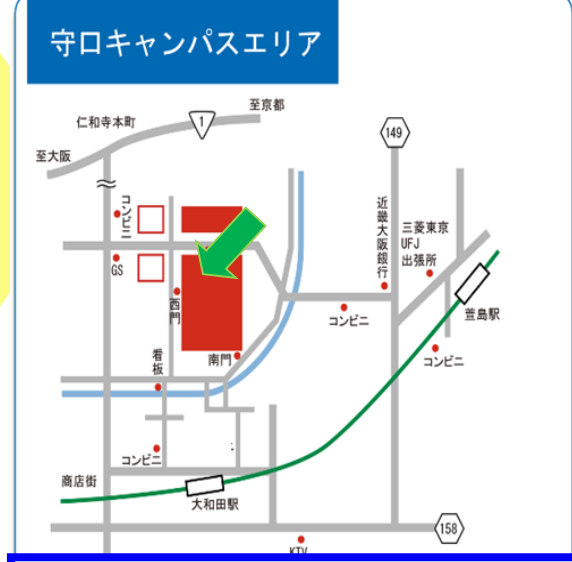 守口キャンパスエリア
至京都
仁和寺本町
1
149
至大阪
コンビニ
近畿大阪銀行
三菱東京
UFJ
出張所
GS
西門
萱島駅
コンビニ
看板
南門
コンビニ
コンビニ
商店街
大和田駅
158
KTV